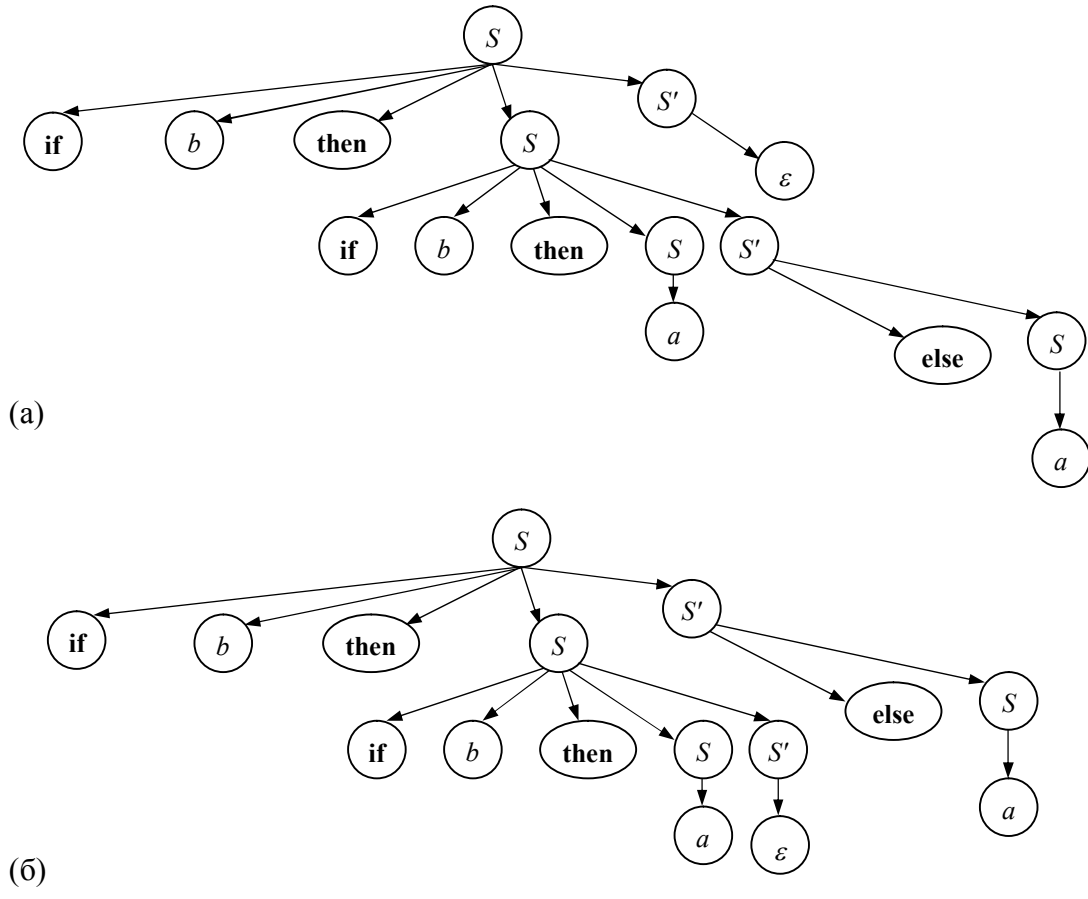 S
S′
if b then S
ε
if b then S S′
a
else S
(а)
a
S
S′
if b then S
else S
if b then S S′
a
a ε
(б)